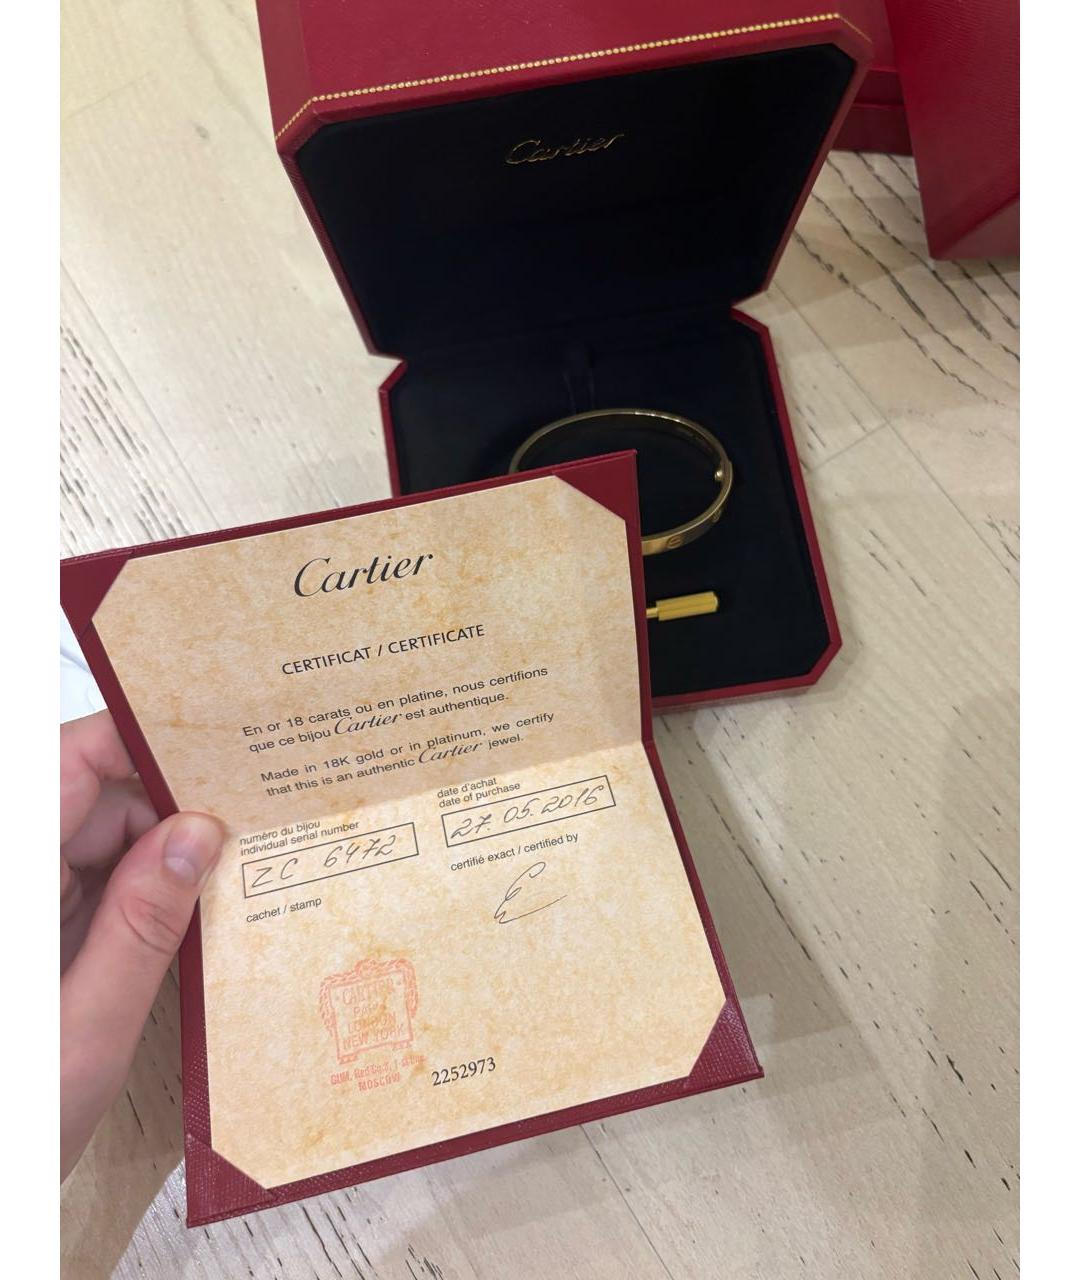 Cartier
Cartier
CERTIFICAT / CERTIFICATE
En or 18 carats ou en platine, nous certifions
que ce bijou Cartier est authentique.
Made in 18K gold or in platinum, we certify
that this is an authentic Cartier jewel.
numéro du bijou
individual serial number
ZC 6472
date d'achat
date of purchase
27.05.2016
cachet / stamp
certifié exact / certified by
CARTIER
LONDON
NEW YORK
GUM, Red
MOSCOW
2252973